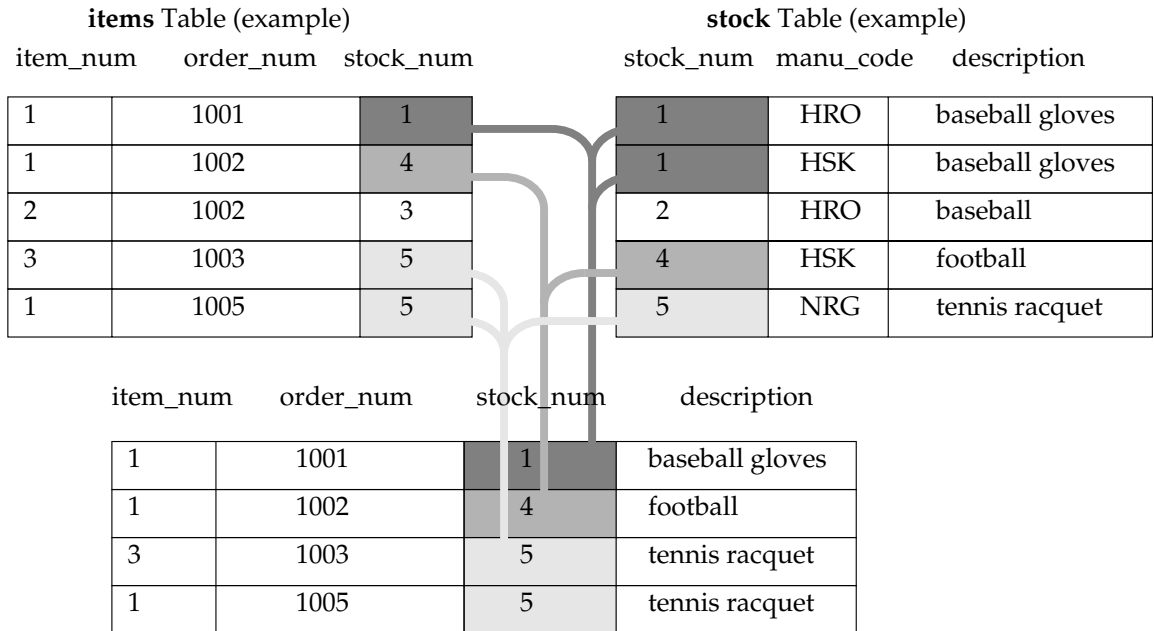 items Table (example)
item_num order_num stock_num
1 1001 1
1 1002 4
2 1002 3
3 1003 5
1 1005 5
stock Table (example)
stock_num manu_code description
1 HRO baseball gloves
1 HSK baseball gloves
2 HRO baseball
4 HSK football
5 NRG tennis racquet
item_num order_num stock_num description
1 1001 1 baseball gloves
1 1002 4 football
3 1003 5 tennis racquet
1 1005 5 tennis racquet